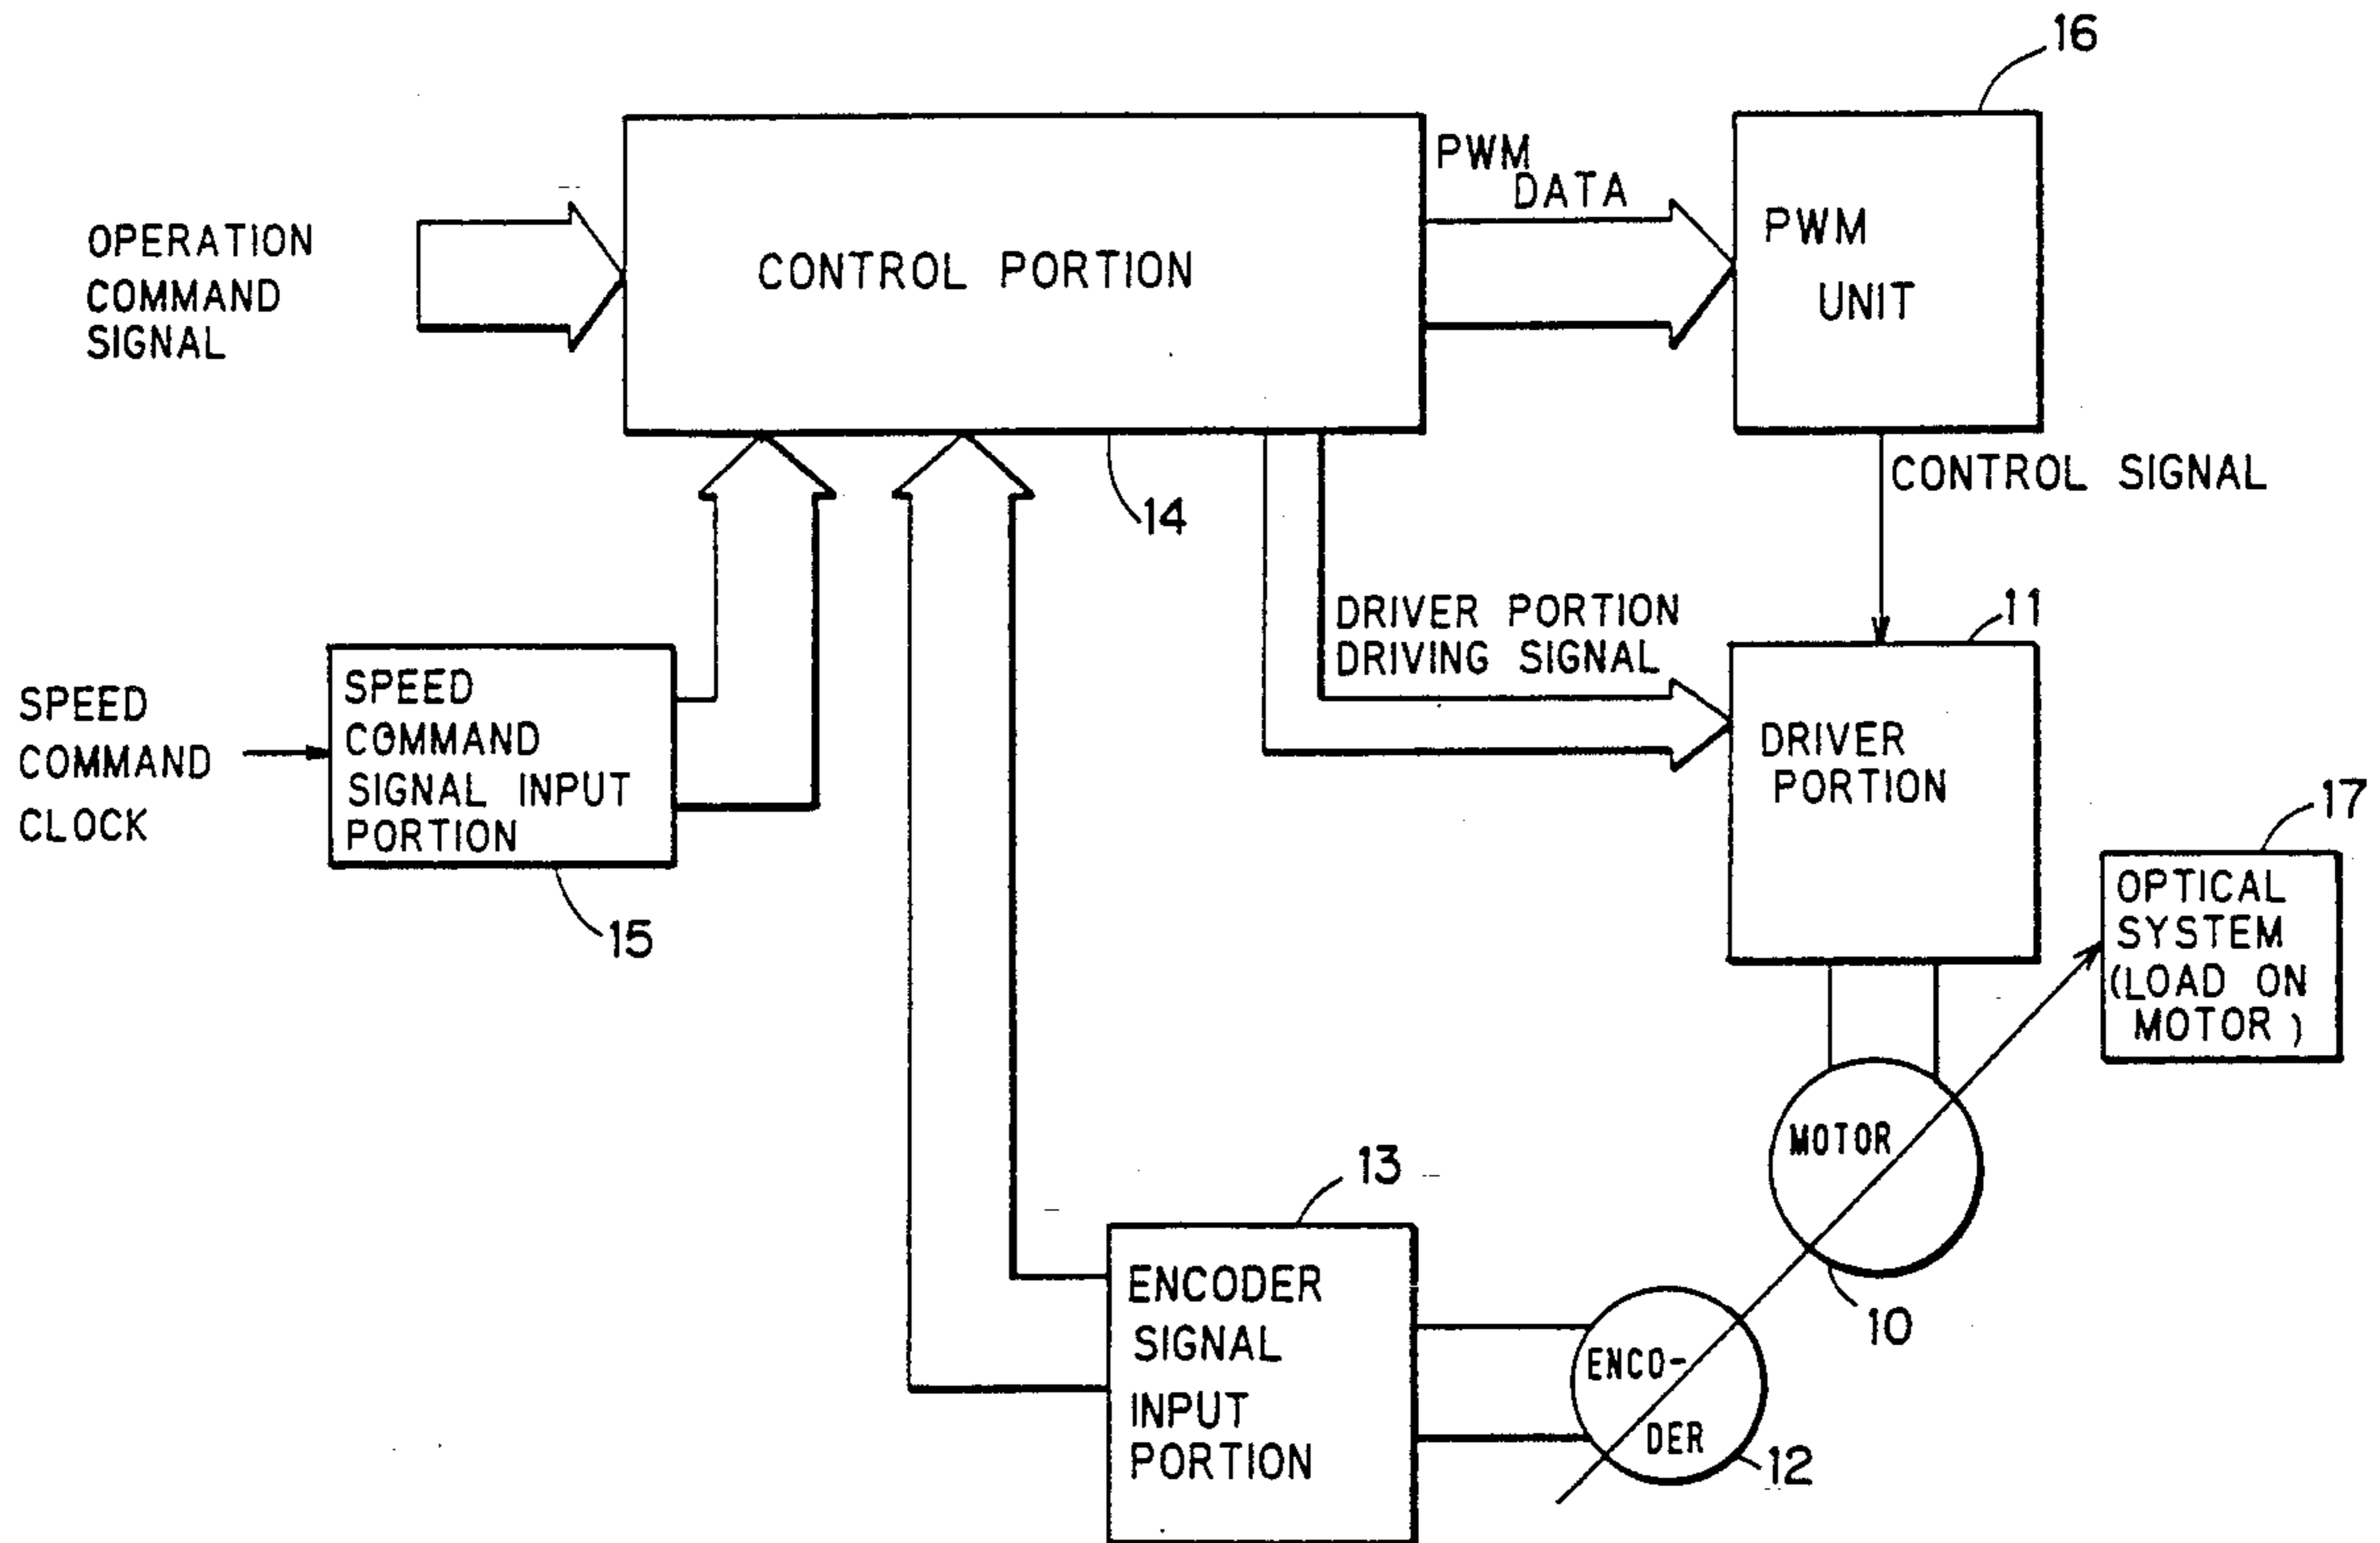 16
PWM
DATA
OPERATION
COMMAND
SIGNAL
CONTROL PORTION
PWM
UNIT
CONTROL SIGNAL
14
DRIVER PORTION
DRIVING SIGNAL
11
SPEED
COMMAND
CLOCK
SPEED
COMMAND
SIGNAL INPUT
PORTION
15
DRIVER
PORTION
17
OPTICAL
SYSTEM
(LOAD ON
MOTOR)
MOTOR
10
13
ENCODER
SIGNAL
INPUT
PORTION
ENCO-
DER
12